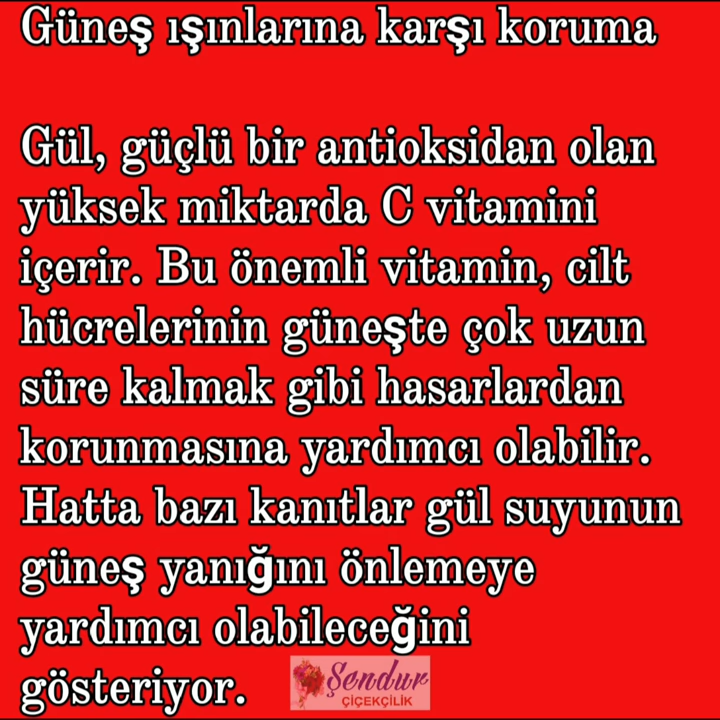 Güneş ışınlarına karşı koruma
Gül, güçlü bir antioksidan olan
yüksek miktarda C vitamini
içerir. Bu önemli vitamin, cilt
hücrelerinin güneşte çok uzun
süre kalmak gibi hasarlardan
korunmasına yardımcı olabilir.
Hatta bazı kanıtlar gül suyunun
güneş yanığını önlemeye
yardımcı olabileceğini
gösteriyor.
Şendur
ÇİÇEKÇİLİK